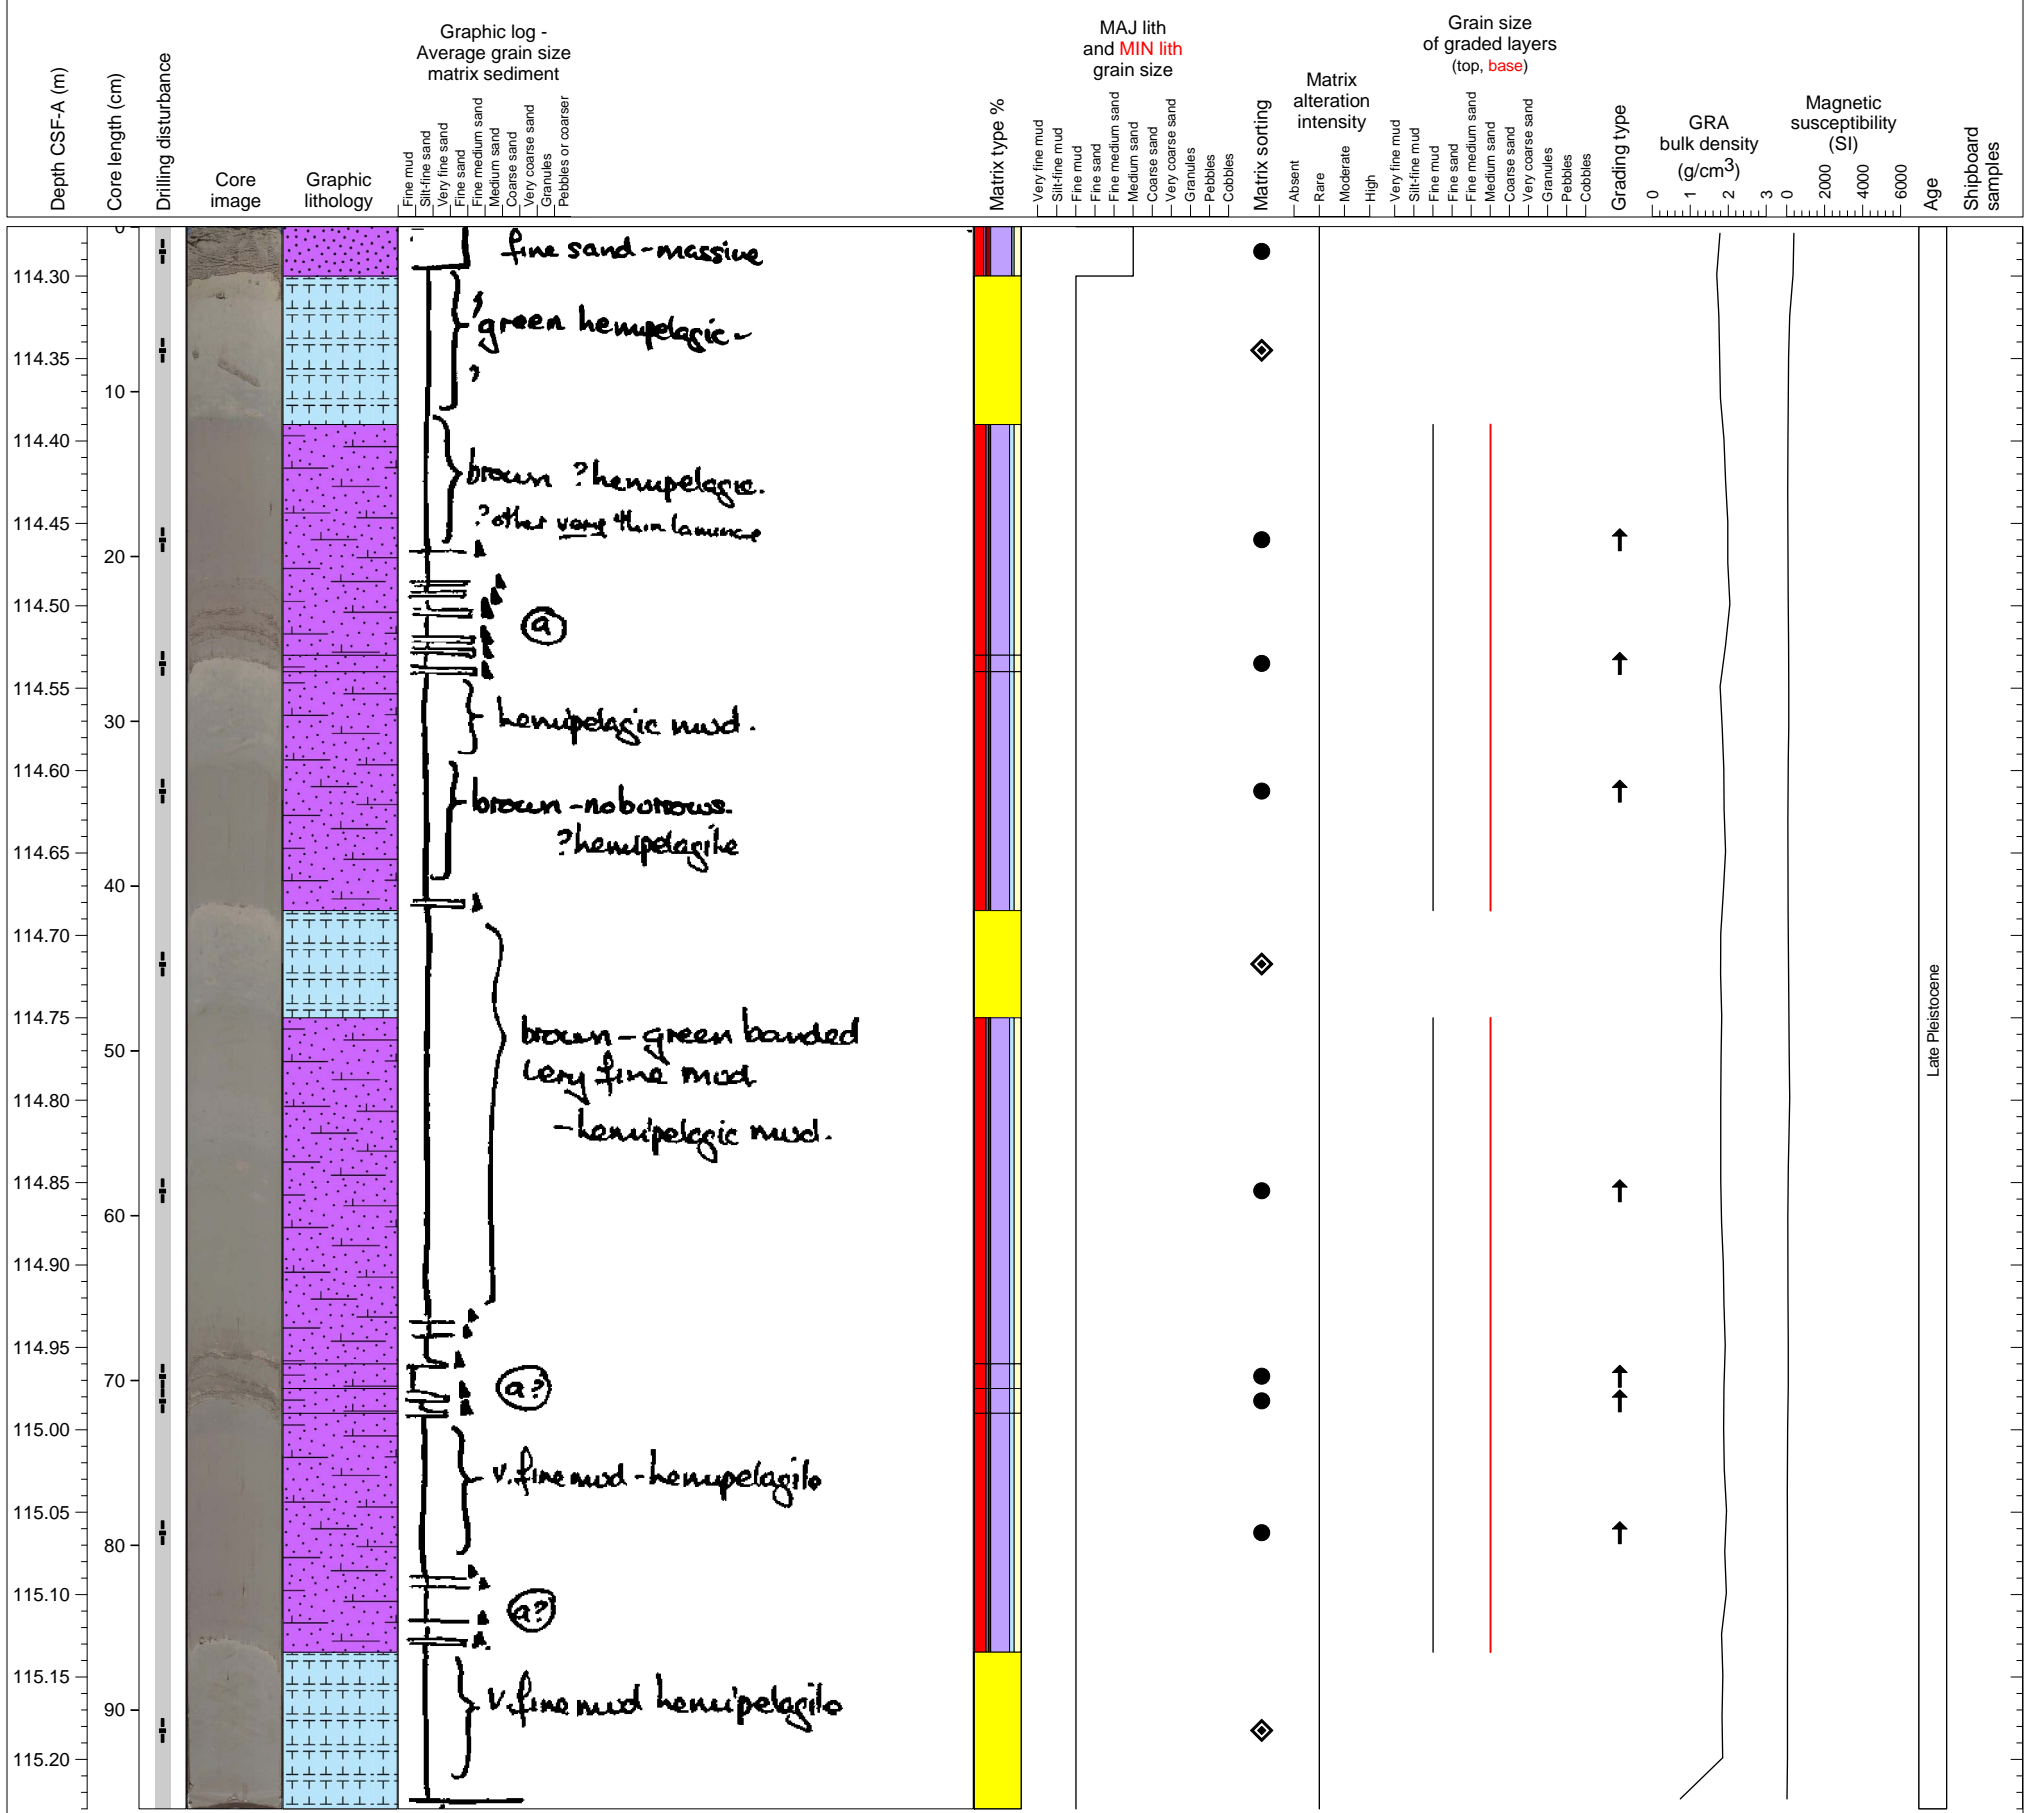 Depth CSF-A (m)
Core length (cm)
Drilling disturbance
Core
image
Graphic
lithology
Graphic log -
Average grain size
matrix sediment
Fine mud
Silt-fine sand
Very fine sand
Fine sand
Fine medium sand
Medium sand
Coarse sand
Very coarse sand
Granules
Pebbles or coarser
Matrix type %
MAJ lith
and MIN lith
grain size
Very fine mud
Silt-fine mud
Fine mud
Fine sand
Fine medium sand
Medium sand
Coarse sand
Very coarse sand
Granules
Pebbles
Cobbles
Matrix sorting
Matrix
alteration
intensity
Absent
Rare
Moderate
High
Grain size
of graded layers
(top, base)
Very fine mud
Silt-fine mud
Fine mud
Fine sand
Fine medium sand
Medium sand
Coarse sand
Very coarse sand
Granules
Pebbles
Cobbles
Grading type
GRA
bulk density
(g/cm3)
0 1 2 3
Magnetic
susceptibility
(SI)
0 2000 4000 6000
Age
Shipboard
samples
0
fine sand - massive
114.30
green hemipelagic -
114.35
10
114.40
brown ? hemipelagic.
? other very thin laminae
114.45
20
114.50
a
114.55
30
hemipelagic mud.
114.60
brown - no burrows.
? hemipelagite
114.65
40
114.70
114.75
50
brown - green banded
very fine mud
- hemipelagic mud.
114.80
114.85
60
114.90
114.95
70
a?
115.00
v. fine mud - hemipelagite
115.05
80
115.10
a?
115.15
90
v. fine mud hemipelagite
115.20
Late Pleistocene